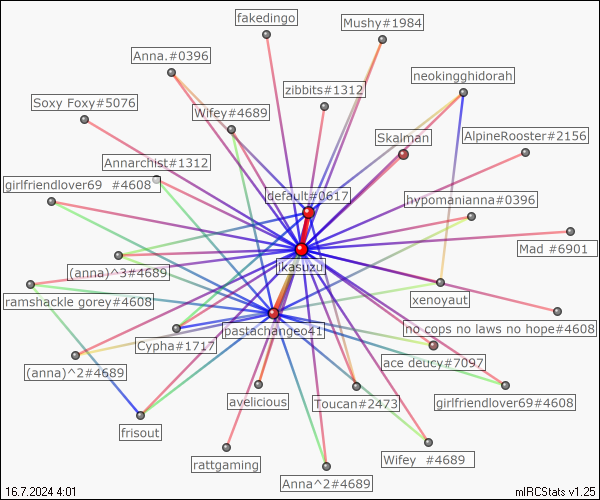 fakedingo
Mushy#1984
Anna.#0396
neokingghidorah
zibbits#1312
Soxy Foxy#5076
Wifey#4689
Skalman
AlpineRooster#2156
Annarchist#1312
girlfriendlover69  #4608
default#0617
hypomanianna#0396
Mad #6901
(anna)^3#4689
jkasuzu
ramshackle gorey#4608
xenoyaut
pastachangeo41
no cops no laws no hope#4608
Cypha#1717
(anna)^2#4689
lace deucy#7097
avelicious
Toucan#2473
girlfriendlover69#4608
frisout
rattgaming
Wifey  #4689
Anna^2#4689
16.7.2024 4:01
mIRCStats v1.25